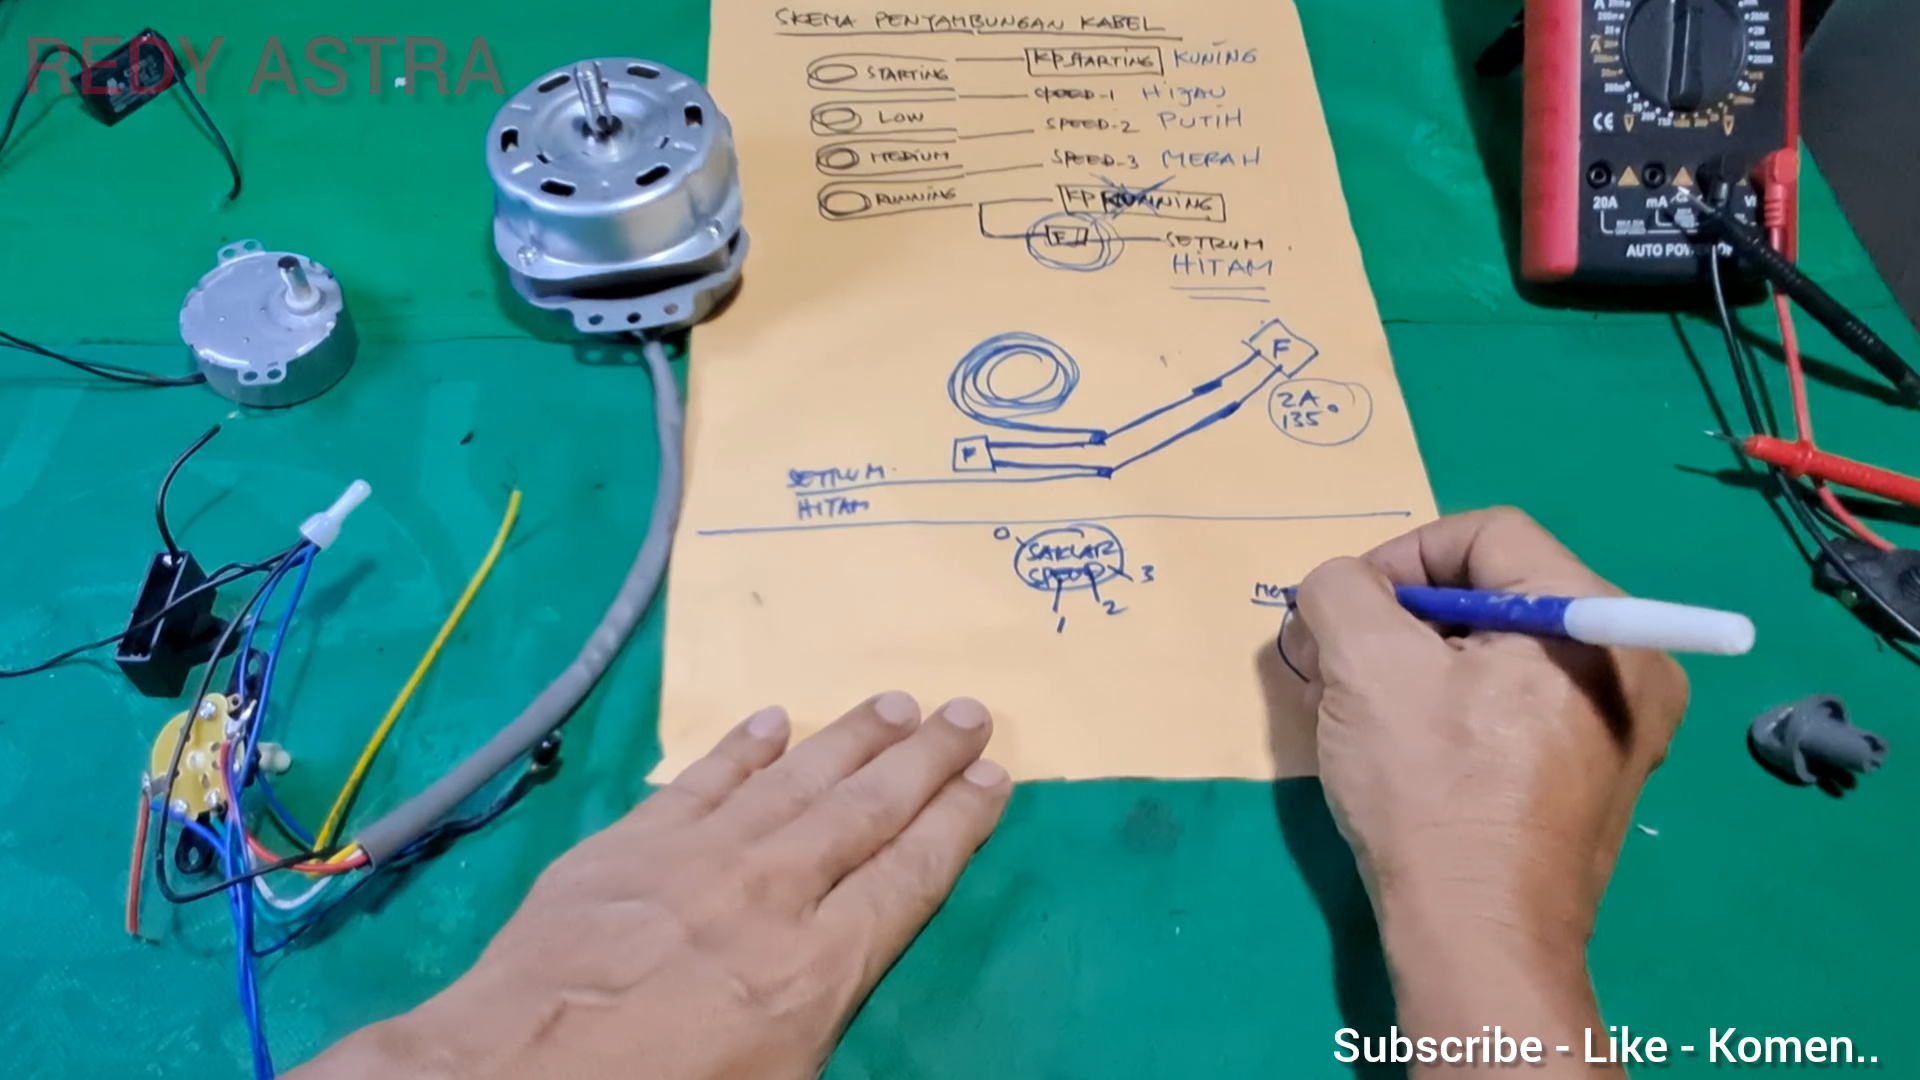 REDY ASTRA
SKEMA PENYAMBUNGAN KABEL
STARTING KP STARTING KUNING
SPEED-1 HIJAU
LOW
SPEED-2 PUTIH
MEDIUM
SPEED-3 MERAH
RUNNING KP RUNNING
F SETRUM
HITAM
F
2A
135°
F
SETRUM
HITAM
0 SAKLAR
SPEED 3
1 2
ME
20A mA
CE
AUTO POWER
Subscribe - Like - Komen..